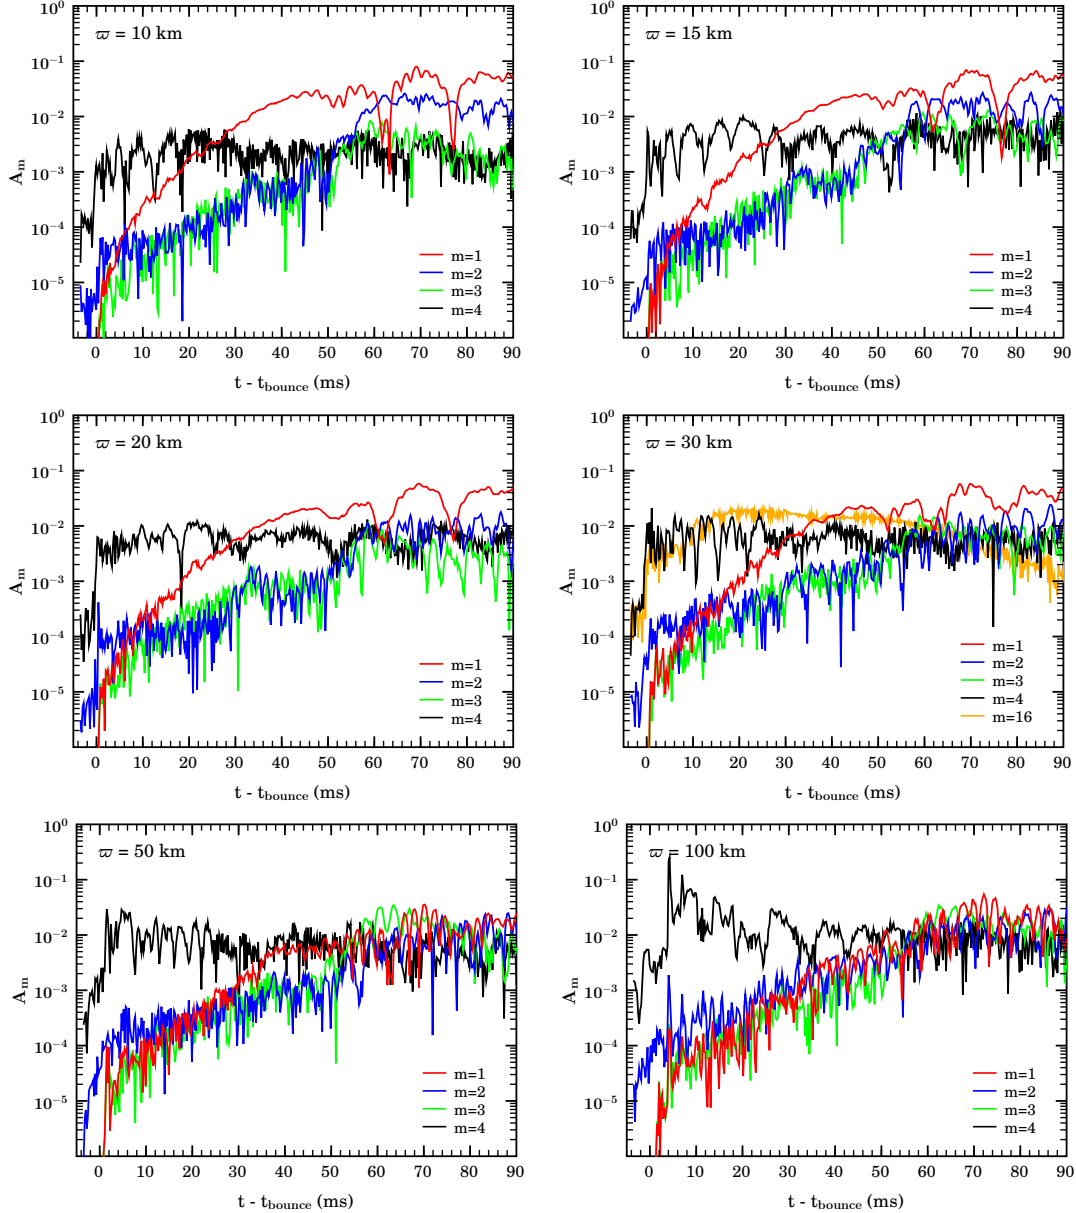 ϖ = 10 km
10⁰
10⁻¹
10⁻²
10⁻³
10⁻⁴
10⁻⁵
A_m
m=1
m=2
m=3
m=4
0 10 20 30 40 50 60 70 80 90
t - t_bounce (ms)
ϖ = 15 km
10⁰
10⁻¹
10⁻²
10⁻³
10⁻⁴
10⁻⁵
A_m
m=1
m=2
m=3
m=4
0 10 20 30 40 50 60 70 80 90
t - t_bounce (ms)
ϖ = 20 km
10⁰
10⁻¹
10⁻²
10⁻³
10⁻⁴
10⁻⁵
A_m
m=1
m=2
m=3
m=4
0 10 20 30 40 50 60 70 80 90
t - t_bounce (ms)
ϖ = 30 km
10⁰
10⁻¹
10⁻²
10⁻³
10⁻⁴
10⁻⁵
A_m
m=1
m=2
m=3
m=4
m=16
0 10 20 30 40 50 60 70 80 90
t - t_bounce (ms)
ϖ = 50 km
10⁰
10⁻¹
10⁻²
10⁻³
10⁻⁴
10⁻⁵
A_m
m=1
m=2
m=3
m=4
0 10 20 30 40 50 60 70 80 90
t - t_bounce (ms)
ϖ = 100 km
10⁰
10⁻¹
10⁻²
10⁻³
10⁻⁴
10⁻⁵
A_m
m=1
m=2
m=3
m=4
0 10 20 30 40 50 60 70 80 90
t - t_bounce (ms)